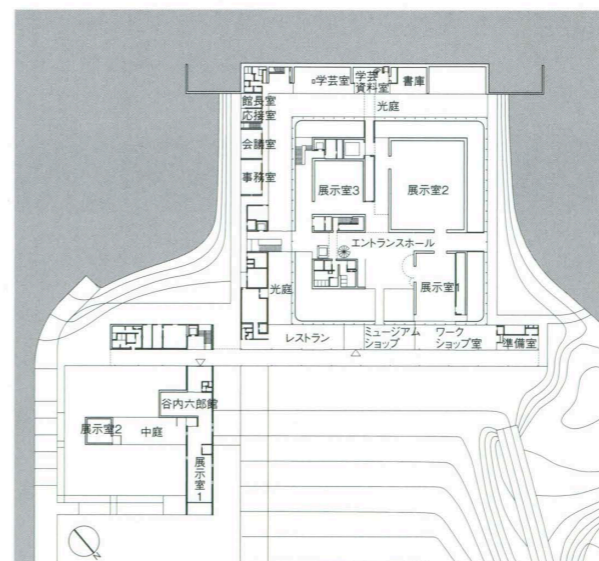 学芸室
学芸
資料室
書庫
館長室
応接室
光庭
会議室
事務室
展示室3
展示室2
エントランスホール
光庭
展示室1
レストラン
ミュージアム
ショップ
ワーク
ショップ室
準備室
谷内六郎館
展示室2
中庭
展示室1
N